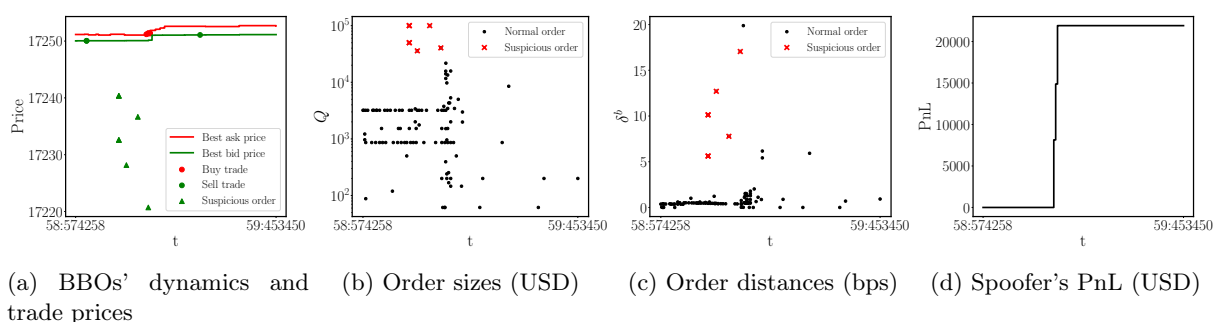 17250
17240
17230
17220
Price
Best ask price
Best bid price
Buy trade
Sell trade
Suspicious order
58:574258
59:453450
t
(a) BBOs' dynamics and
trade prices
10^5
10^4
10^3
10^2
Q
Normal order
Suspicious order
58:574258
59:453450
t
(b) Order sizes (USD)
20
15
10
5
0
δ^b
Normal order
Suspicious order
58:574258
59:453450
t
(c) Order distances (bps)
20000
15000
10000
5000
0
PnL
58:574258
59:453450
t
(d) Spoofer's PnL (USD)